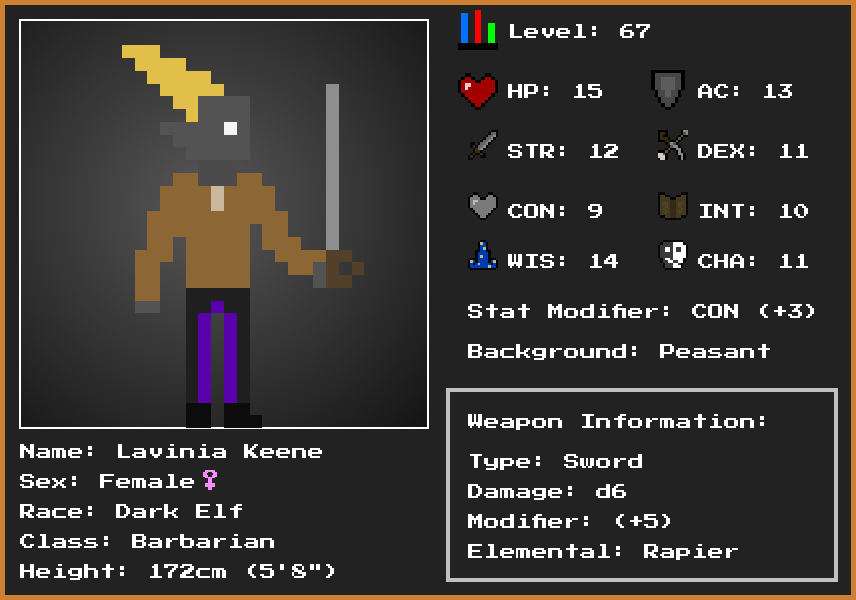 Level: 67
HP: 15 AC: 13
STR: 12 DEX: 11
CON: 9 INT: 10
WIS: 14 CHA: 11
Stat Modifier: CON (+3)
Background: Peasant
Weapon Information:
Type: Sword
Damage: d6
Modifier: (+5)
Elemental: Rapier
Name: Lavinia Keene
Sex: Female♀
Race: Dark Elf
Class: Barbarian
Height: 172cm (5'8")